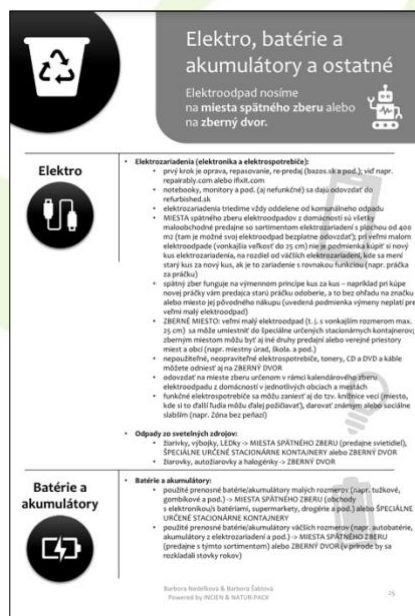 Elektro, batérie a
akumulátory a ostatné
Elektroodpad nosíme
na miesta spätného zberu alebo
na zberný dvor.
Elektro
• Elektrozariadenia (elektronika a elektrospotrebiče):
• prvý krok je oprava, repasovanie, re-predaj (bazos.sk a pod.); viď napr.
repairably.com alebo ifixit.com
• notebooky, monitory a pod. (aj nefunkčné) sa dajú odovzdať do
refurbished.sk
• elektrozariadenia triedime vždy oddelene od komunálneho odpadu
• MIESTA spätného zberu elektroodpadov z domácností sú všetky
maloobchodné predajne so sortimentom elektrozariadení s plochou od 400
m2 (tam je možné svoj elektroodpad bezplatne odovzdať); pri veľmi malom
elektroodpade (vonkajšia veľkosť do 25 cm) nie je podmienka kúpiť si nový
kus elektrozariadenia, na rozdiel od väčších elektrozariadení, kde sa mení
starý kus za nový kus, ak je to zariadenie s rovnakou funkciou (napr. práčka
za práčku)
• spätný zber funguje na výmennom princípe kus za kus – napríklad pri kúpe
novej práčky vám predajca starú práčku odoberie, a to bez ohľadu na značku
alebo miesto jej pôvodného nákupu (uvedená podmienka výmeny neplatí pre
veľmi malý elektroodpad)
• ZBERNÉ MIESTO: veľmi malý elektroodpad (t. j. s vonkajším rozmerom max.
25 cm) sa môže umiestniť do špeciálne určených stacionárnych kontajnerov;
zberným miestom môžu byť aj iné druhy predajní alebo verejné priestory
miest a obcí (napr. miestny úrad, škola. a pod.)
• nepoužiteľné, neopraviteľné elektrospotrebiče, tonery, CD a DVD a káble
môžete odniesť aj na ZBERNÝ DVOR
• odovzdať na mieste zberu určenom v rámci kalendárového zberu
elektroodpadu z domácností v jednotlivých obciach a mestách
• funkčné elektrospotrebiče sa môžu zaniesť aj do tzv. knižnice vecí (miesto,
kde si to ďalší ľudia môžu ďalej požičiavať), darovať známym alebo sociálne
slabším (napr. Zóna bez peňazí)
• Odpady zo svetelných zdrojov:
• žiarivky, výbojky, LEDky -> MIESTA SPÄTNÉHO ZBERU (predajne svietidiel),
ŠPECIÁLNE URČENÉ STACIONÁRNE KONTAJNERY alebo ZBERNÝ DVOR
• žiarovky, autožiarovky a halogénky -> ZBERNÝ DVOR
Batérie a
akumulátory
• Batérie a akumulátory:
• použité prenosné batérie/akumulátory malých rozmerov (napr. tužkové,
gombíkové a pod.) -> MIESTA SPÄTNÉHO ZBERU (obchody
s elektronikou/s batériami, supermarkety, drogérie a pod.) alebo ŠPECIÁLNE
URČENÉ STACIONÁRNE KONTAJNERY
• použité prenosné batérie/akumulátory väčších rozmerov (napr. autobatérie,
akumulátory z elektrozariadení a pod.) -> MIESTA SPÄTNÉHO ZBERU
(predajne s týmto sortimentom) alebo ZBERNÝ DVOR (v prírode by sa
rozkladali stovky rokov)
Barbora Nedeľková & Barbora Šablová
Powered by INCIEN & NATUR-PACK
25